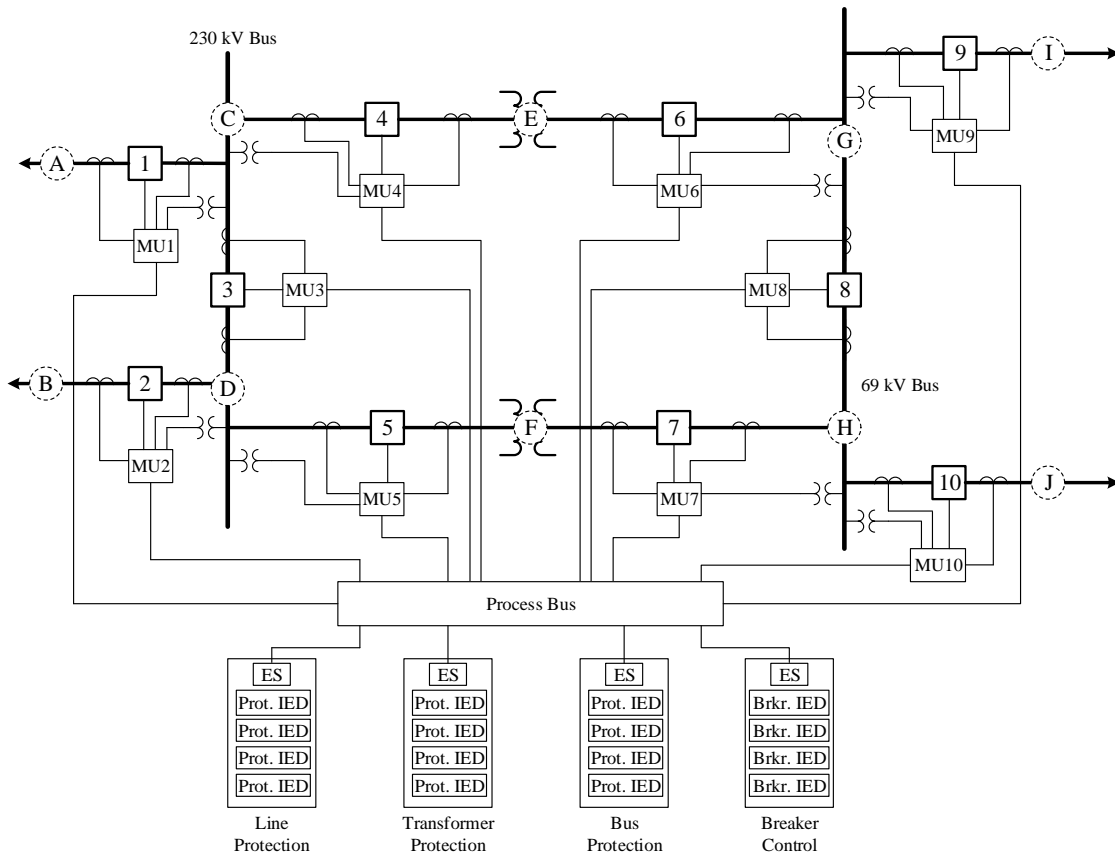 230 kV Bus
9
I
C
4
E
6
MU9
G
A
1
MU4
MU6
MU1
3
MU3
MU8
8
B
2
D
69 kV Bus
5
F
7
H
MU2
10
J
MU5
MU7
MU10
Process Bus
ES
ES
ES
ES
Prot. IED
Prot. IED
Prot. IED
Brkr. IED
Prot. IED
Prot. IED
Prot. IED
Brkr. IED
Prot. IED
Prot. IED
Prot. IED
Brkr. IED
Prot. IED
Prot. IED
Prot. IED
Brkr. IED
Line
Protection
Transformer
Protection
Bus
Protection
Breaker
Control